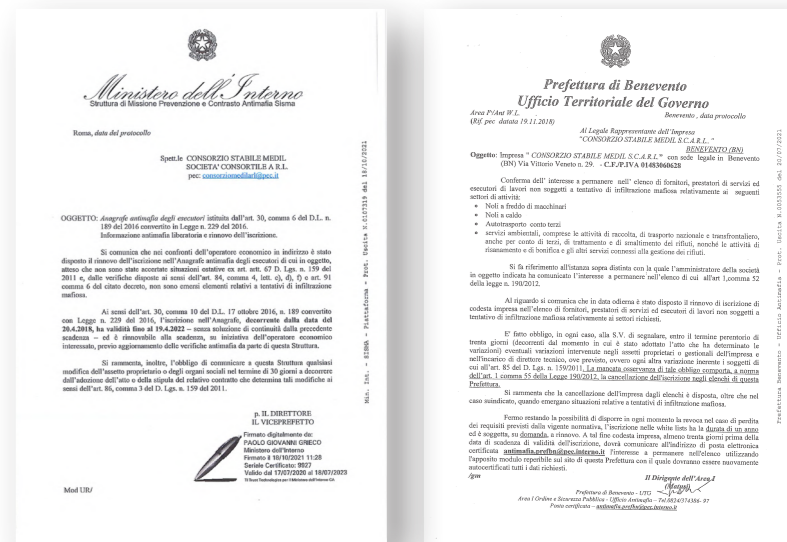 Ministero dell'Interno
Struttura di Missione Prevenzione e Contrasto Antimafia Sisma
Roma, data del protocollo
Spett.le CONSORZIO STABILE MEDIL
SOCIETA' CONSORTILE A R.L.
pec: consorziomedilarl@pec.it
OGGETTO: Anagrafe antimafia degli esecutori istituita dall'art. 30, comma 6 del D.L. n.
189 del 2016 convertito in Legge n. 229 del 2016.
Informazione antimafia liberatoria e rinnovo dell'iscrizione.
Si comunica che nei confronti dell'operatore economico in indirizzo è stato
disposto il rinnovo dell'iscrizione nell'Anagrafe antimafia degli esecutori di cui in oggetto,
atteso che non sono state accertate situazioni ostative ex art. 67 D. Lgs. n. 159 del
2011 e, dalle verifiche disposte ai sensi dell'art. 84, comma 4, lett. c), d), f) e art. 91
comma 6 del citato decreto, non sono emersi elementi relativi a tentativi di infiltrazione
mafiosa.
Ai sensi dell'art. 30, comma 10 del D.L. 17 ottobre 2016, n. 189 convertito
con Legge n. 229 del 2016, l'iscrizione nell'Anagrafe, decorrente dalla data del
20.4.2018, ha validità fino al 19.4.2022 – senza soluzione di continuità dalla precedente
scadenza – ed è rinnovabile alla scadenza, su iniziativa dell'operatore economico
interessato, previo aggiornamento delle verifiche antimafia da parte di questa Struttura.
Si rammenta, inoltre, l'obbligo di comunicare a questa Struttura qualsiasi
modifica dell'assetto proprietario o degli organi sociali nel termine di 30 giorni a decorrere
dall'adozione dell'atto o della stipula del relativo contratto che determina tali modifiche ai
sensi dell'art. 86, comma 3 del D. Lgs. n. 159 del 2011.
p. IL DIRETTORE
IL VICEPREFETTO
Firmato digitalmente da:
PAOLO GIOVANNI GRIECO
Ministero dell'Interno
Firmato il 18/10/2021 11:28
Seriale Certificato: 9927
Valido dal 17/07/2020 al 18/07/2023
TI Trust Technologies per il Ministero dell'Interno CA
Mod UR/
Min. Int. - SISMA - Piattaforma - Prot. Uscita N.0107319 del 18/10/2021
Prefettura di Benevento
Ufficio Territoriale del Governo
Area I^/Ant W.L.
Benevento , data protocollo
(Rif. pec datata 19.11.2018)
Al Legale Rappresentante dell'Impresa
"CONSORZIO STABILE MEDIL S.C.A.R.L. "
BENEVENTO (BN)
Oggetto: Impresa " CONSORZIO STABILE MEDIL S.C.A.R.L" con sede legale in Benevento
(BN) Via Vittorio Veneto n. 29. - C.F./P.IVA 01483060628
Conferma dell' interesse a permanere nell' elenco di fornitori, prestatori di servizi ed
esecutori di lavori non soggetti a tentativo di infiltrazione mafiosa relativamente ai seguenti
settori di attività:
• Noli a freddo di macchinari
• Noli a caldo
• Autotrasporto conto terzi
• servizi ambientali, comprese le attività di raccolta, di trasporto nazionale e transfrontaliero,
anche per conto di terzi, di trattamento e di smaltimento dei rifiuti, nonché le attività di
risanamento e di bonifica e gli altri servizi connessi alla gestione dei rifiuti.
Si fa riferimento all'istanza sopra distinta con la quale l'amministratore della società
in oggetto indicata ha comunicato l'interesse a permanere nell'elenco di cui all'art 1,comma 52
della legge n. 190/2012.
Al riguardo si comunica che in data odierna è stato disposto il rinnovo di iscrizione di
codesta impresa nell'elenco di fornitori, prestatori di servizi ed esecutori di lavori non soggetti a
tentativo di infiltrazione mafiosa relativamente ai settori richiesti.
E' fatto obbligo, in ogni caso, alla S.V. di segnalare, entro il termine perentorio di
trenta giorni (decorrenti dal momento in cui è stato adottato l'atto che ha determinato le
variazioni) eventuali variazioni intervenute negli assetti proprietari o gestionali dell'impresa e
nell'incarico di direttore tecnico, ove previsto, ovvero ogni altra variazione inerente i soggetti di
cui all'art. 85 del D. Lgs. n. 159/2011. La mancata osservanza di tale obbligo comporta, a norma
dell'art. 1 comma 55 della Legge 190/2012, la cancellazione dell'iscrizione negli elenchi di questa
Prefettura.
Si rammenta che la cancellazione dell'impresa dagli elenchi è disposta, oltre che nel
caso suindicato, quando emergano situazioni relative a tentativi di infiltrazione mafiosa.
Fermo restando la possibilità di disporre in ogni momento la revoca nel caso di perdita
dei requisiti previsti dalla vigente normativa, l'iscrizione nelle white lists ha la durata di un anno
ed è soggetta, su domanda, a rinnovo. A tal fine codesta impresa, almeno trenta giorni prima della
data di scadenza di validità dell'iscrizione, dovrà comunicare all'indirizzo di posta elettronica
certificata antimafia.prefbn@pec.interno.it l'interesse a permanere nell'elenco utilizzando
l'apposito modulo reperibile sul sito di questa Prefettura con il quale dovranno essere nuovamente
autocertificati tutti i dati richiesti.
/gm
Il Dirigente dell'Area I
Prefettura di Benevento - UTG
Area I Ordine e Sicurezza Pubblica - Ufficio Antimafia – Tel.0824/374386- 97
Posta certificata – antimafia.prefbn@pec.interno.it
Prefettura Benevento - Ufficio Antimafia - Prot. Uscita N.0053555 del 20/07/2021